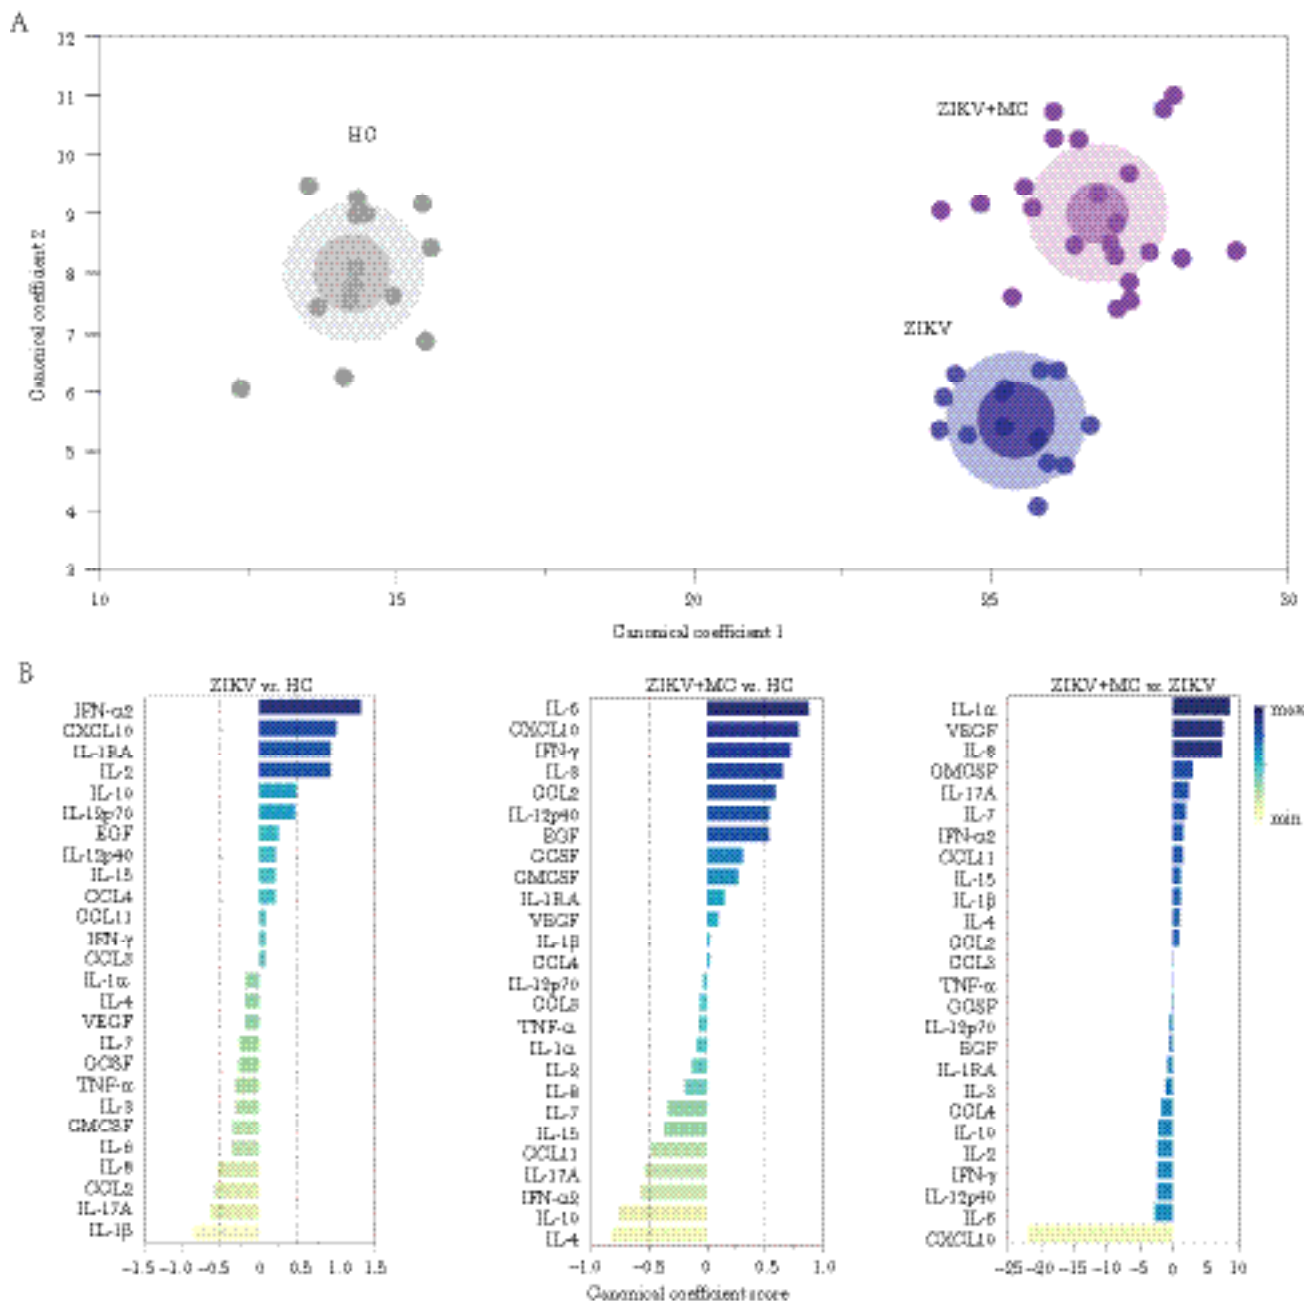 A
12
11
10
9
8
7
6
5
4
3
Canonical coefficient 2
HC
ZIKV+MC
ZIKV
10 15 20 25 30
Canonical coefficient 1
B
ZIKV vs. HC
IFN-α2
CXCL10
IL-1RA
IL-2
IL-10
IL-12p70
EGF
IL-12p40
IL-15
CCL4
CCL11
IFN-γ
CCL3
IL-1α
IL-4
VEGF
IL-7
GCSF
TNF-α
IL-3
GMCSF
IL-6
IL-8
CCL2
IL-17A
IL-1β
-1.5 -1.0 -0.5 0 0.5 1.0 1.5
ZIKV+MC vs. HC
IL-6
CXCL10
IFN-γ
IL-3
CCL2
IL-12p40
EGF
GCSF
GMCSF
IL-1RA
VEGF
IL-1β
CCL4
IL-12p70
CCL3
TNF-α
IL-1α
IL-2
IL-8
IL-7
IL-15
CCL11
IL-17A
IFN-α2
IL-10
IL-4
-1.0 -0.5 0 0.5 1.0
Canonical coefficient score
ZIKV+MC vs. ZIKV
IL-1α
VEGF
IL-8
GMCSF
IL-17A
IL-7
IFN-α2
CCL11
IL-15
IL-1β
IL-4
CCL2
CCL3
TNF-α
GCSF
IL-12p70
EGF
IL-1RA
IL-3
CCL4
IL-10
IL-2
IFN-γ
IL-12p40
IL-6
CXCL10
-25 -20 -15 -10 -5 0 5 10
max
min